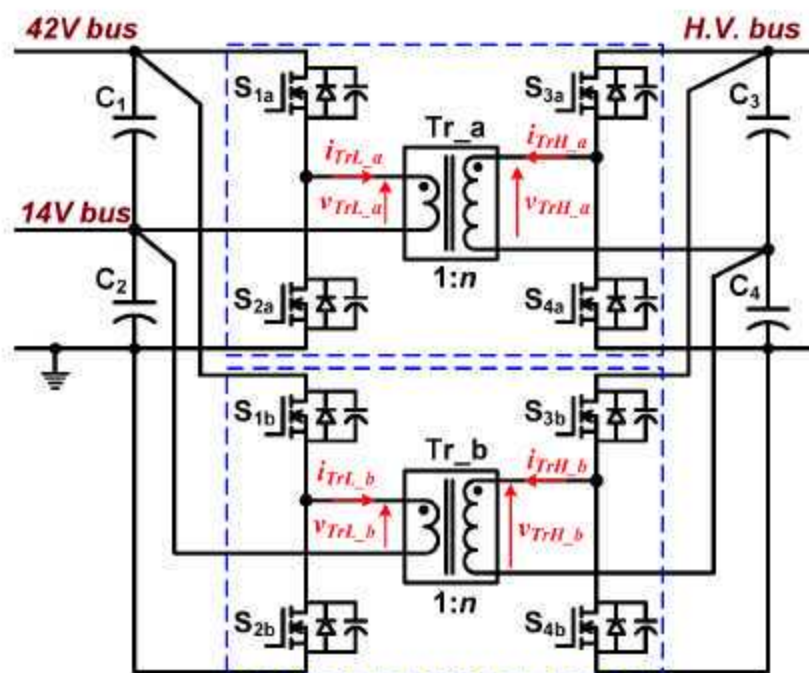 42V bus
H.V. bus
C1
S1a
S3a
C3
Tr_a
iTrL_a
iTrH_a
vTrL_a
vTrH_a
14V bus
C2
S2a
1:n
S4a
C4
S1b
S3b
Tr_b
iTrL_b
iTrH_b
vTrL_b
vTrH_b
1:n
S2b
S4b